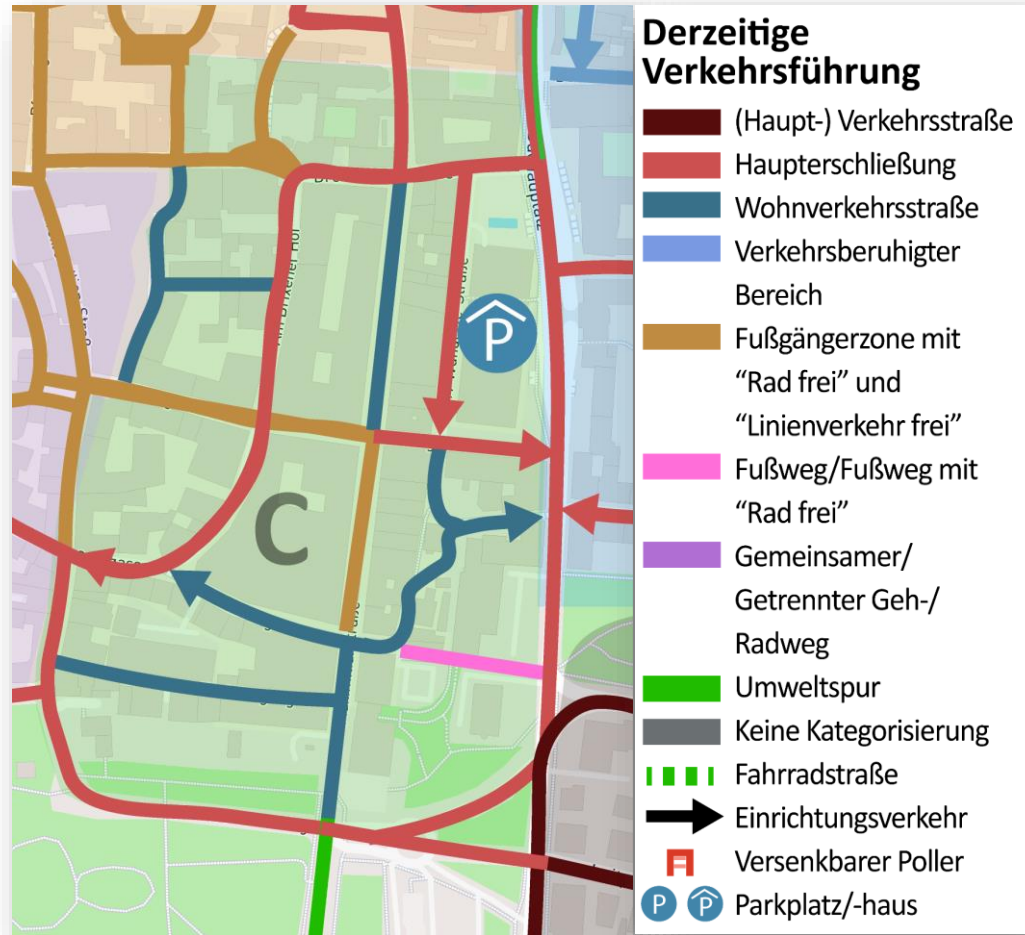 Derzeitige
Verkehrsführung
(Haupt-) Verkehrsstraße
Haupterschließung
Wohnverkehrsstraße
Verkehrsberuhigter
Bereich
Fußgängerzone mit
“Rad frei” und
“Linienverkehr frei”
Fußweg/Fußweg mit
“Rad frei”
Gemeinsamer/
Getrennter Geh-/
Radweg
Umweltspur
Keine Kategorisierung
Fahrradstraße
Einrichtungsverkehr
Versenkbarer Poller
P P Parkplatz/-haus
Am Brixener Hof
P
C